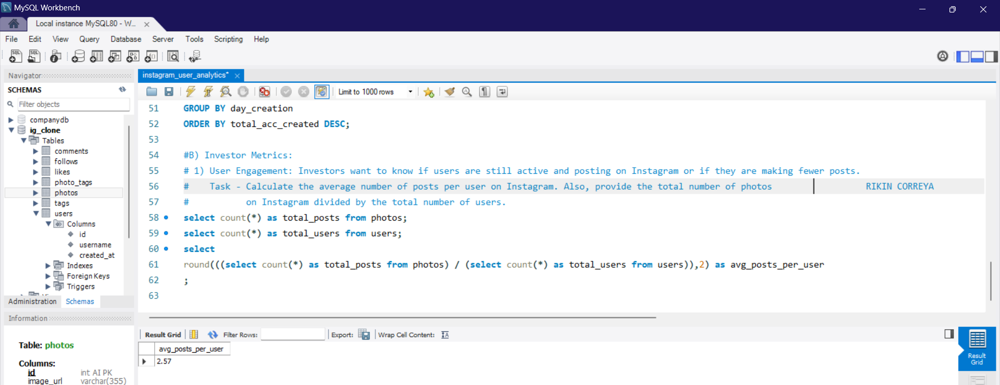 MySQL Workbench
Local instance MySQL80 - W...
File Edit View Query Database Server Tools Scripting Help
Navigator
SCHEMAS
Filter objects
companydb
ig_clone
Tables
comments
follows
likes
photo_tags
photos
tags
users
Columns
id
username
created_at
Indexes
Foreign Keys
Triggers
Administration Schemas
Information
Table: photos
Columns:
id int AI PK
image_url varchar(355)
instagram_user_analytics*
Limit to 1000 rows
51 GROUP BY day_creation
52 ORDER BY total_acc_created DESC;
53
54 #B) Investor Metrics:
55 # 1) User Engagement: Investors want to know if users are still active and posting on Instagram or if they are making fewer posts.
56 # Task - Calculate the average number of posts per user on Instagram. Also, provide the total number of photos RIKIN CORREYA
57 # on Instagram divided by the total number of users.
58 select count(*) as total_posts from photos;
59 select count(*) as total_users from users;
60 select
61 round(((select count(*) as total_posts from photos) / (select count(*) as total_users from users)),2) as avg_posts_per_user
62 ;
63
Result Grid Filter Rows: Export: Wrap Cell Content:
avg_posts_per_user
2.57
Result
Grid